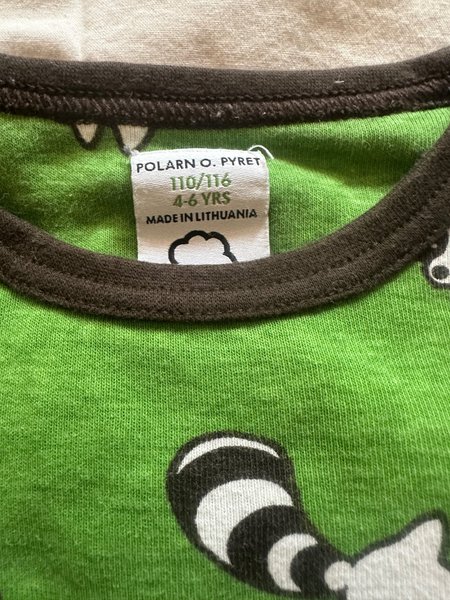 POLARN O. PYRET
110/116
4-6 YRS
MADE IN LITHUANIA